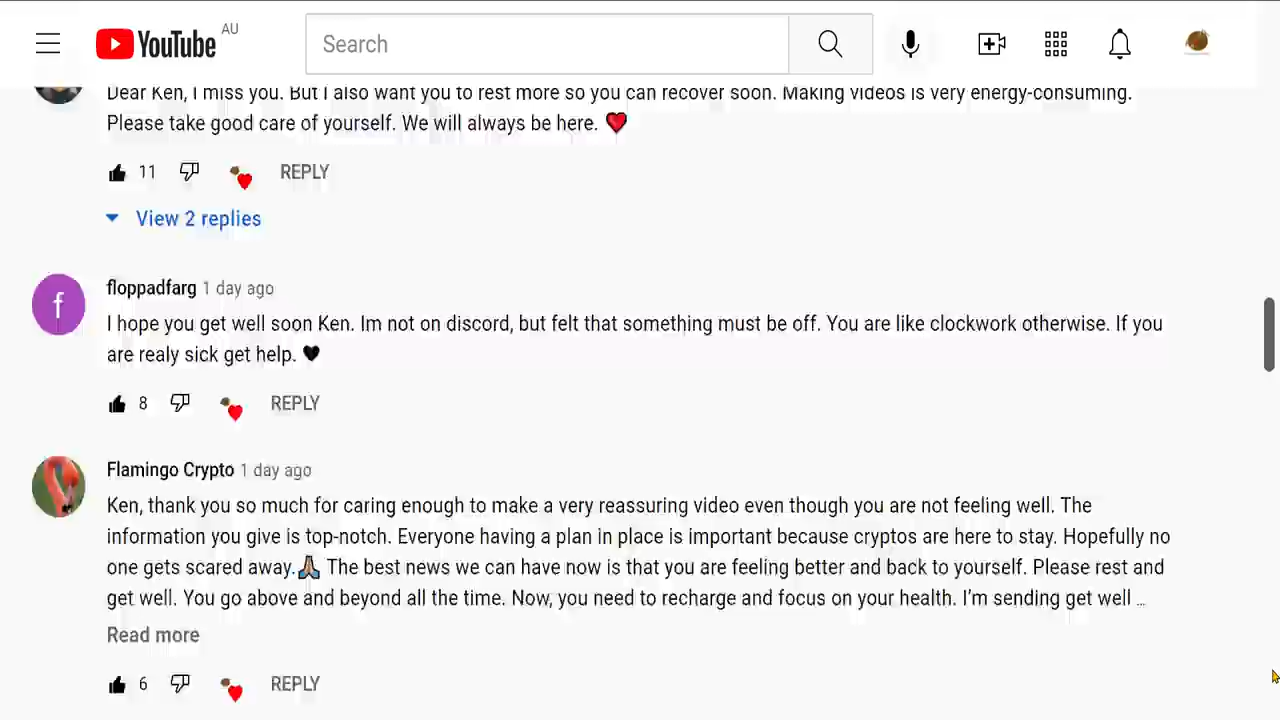 YouTube AU
Search
Dear Ken, I miss you. But I also want you to rest more so you can recover soon. Making videos is very energy-consuming.
Please take good care of yourself. We will always be here. ❤️
11 REPLY
View 2 replies
f
floppadfarg 1 day ago
I hope you get well soon Ken. Im not on discord, but felt that something must be off. You are like clockwork otherwise. If you
are realy sick get help. 🖤
8 REPLY
Flamingo Crypto 1 day ago
Ken, thank you so much for caring enough to make a very reassuring video even though you are not feeling well. The
information you give is top-notch. Everyone having a plan in place is important because cryptos are here to stay. Hopefully no
one gets scared away.🙏🏽 The best news we can have now is that you are feeling better and back to yourself. Please rest and
get well. You go above and beyond all the time. Now, you need to recharge and focus on your health. I'm sending get well ...
Read more
6 REPLY